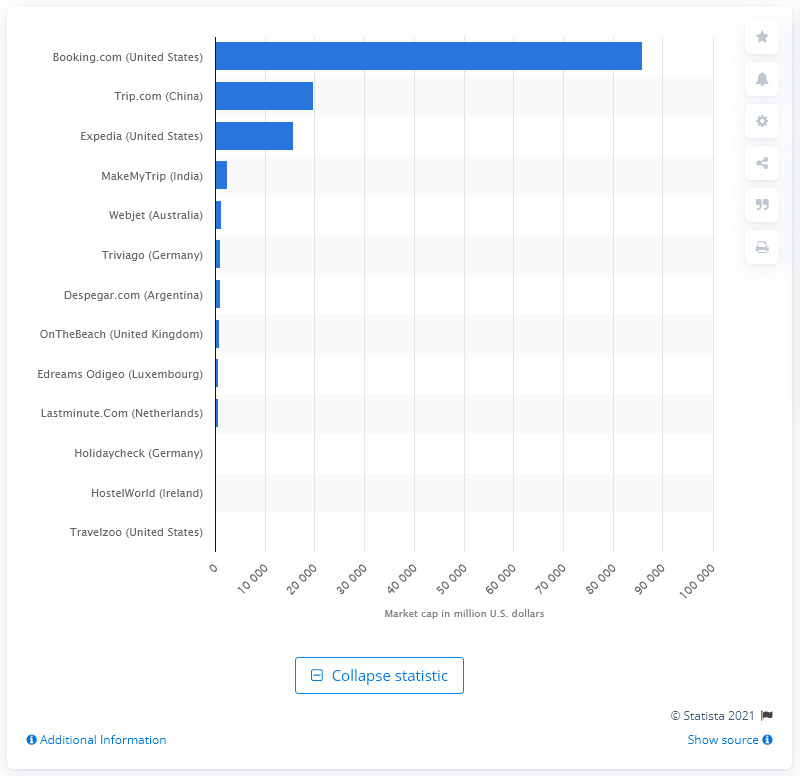 Booking.com (United States)
Trip.com (China)
Expedia (United States)
MakeMyTrip (India)
Webjet (Australia)
Triviago (Germany)
Despegar.com (Argentina)
OnTheBeach (United Kingdom)
Edreams Odigeo (Luxembourg)
Lastminute.Com (Netherlands)
Holidaycheck (Germany)
HostelWorld (Ireland)
Travelzoo (United States)
0 10 000 20 000 30 000 40 000 50 000 60 000 70 000 80 000 90 000 100 000
Market cap in million U.S. dollars
Collapse statistic
© Statista 2021
Additional Information Show source